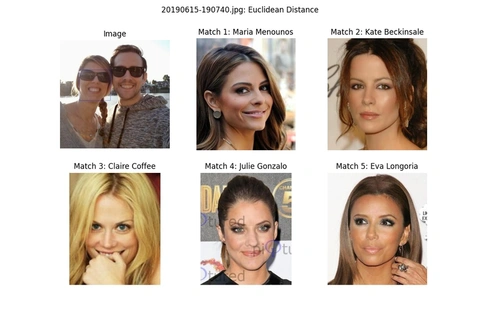 20190615-190740.jpg: Euclidean Distance
Image
Match 1: Maria Menounos
Match 2: Kate Beckinsale
Match 3: Claire Coffee
Match 4: Julie Gonzalo
Match 5: Eva Longoria